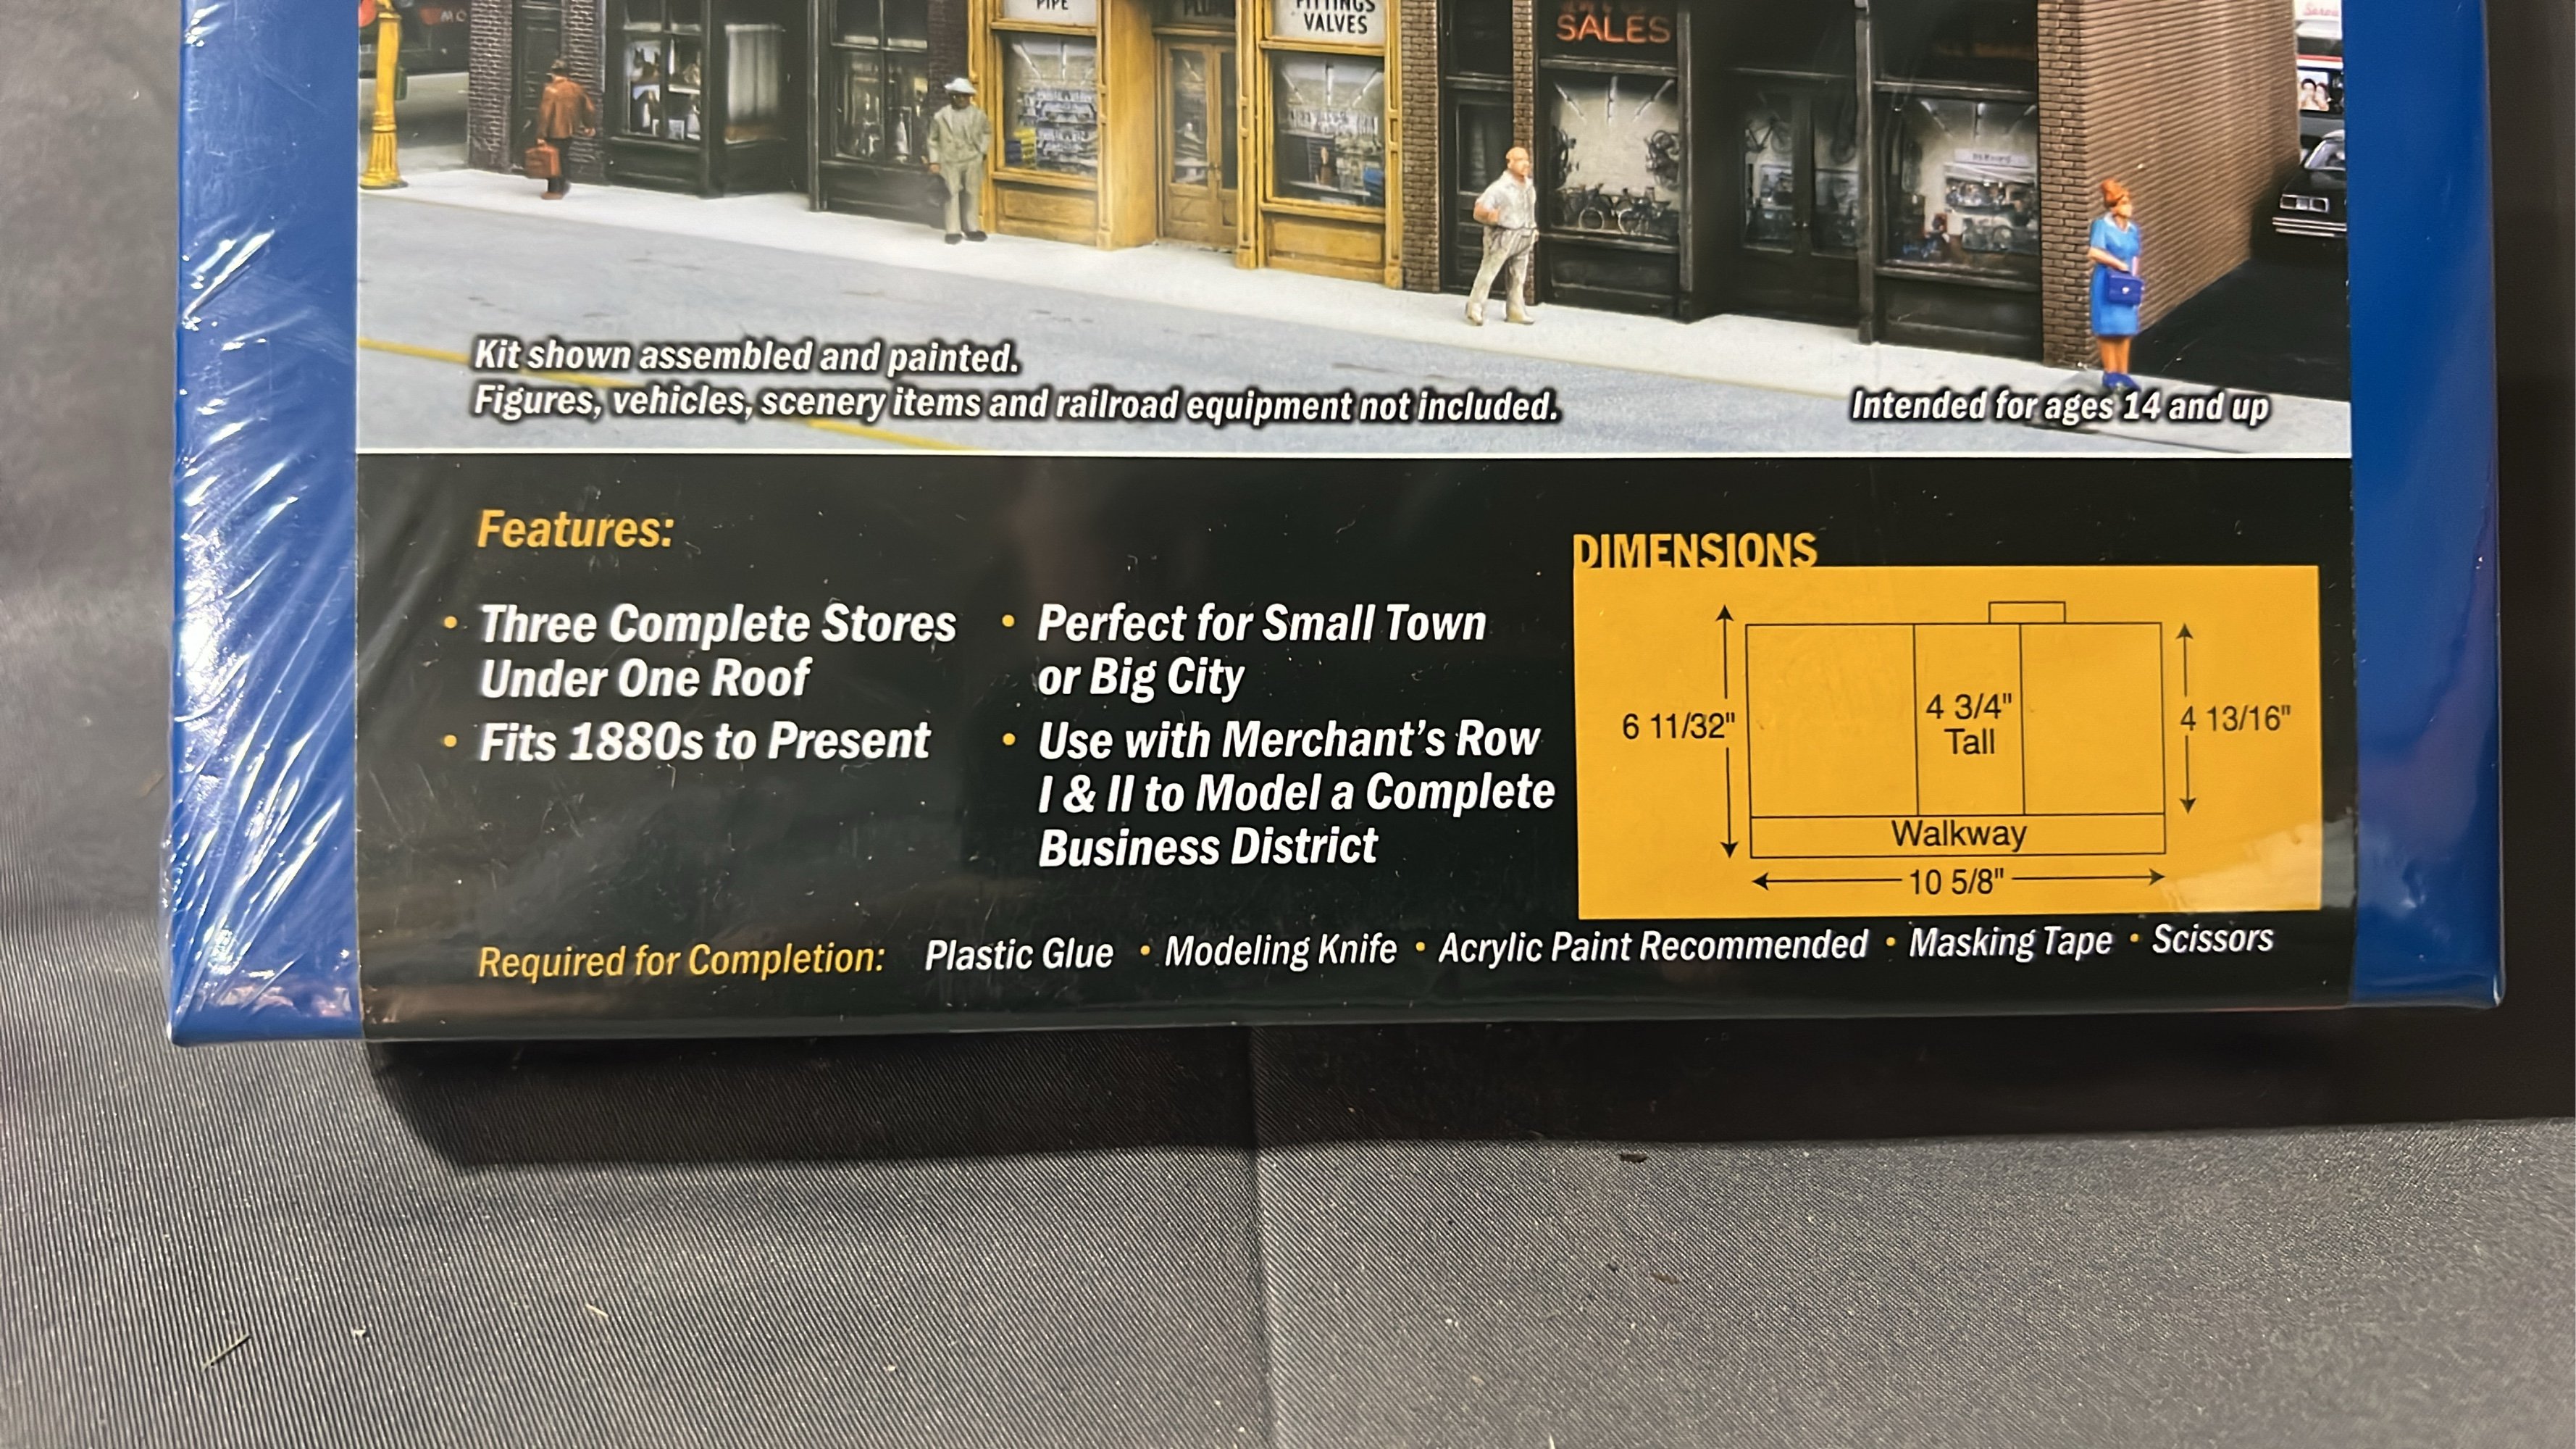 PIPE
FITTINGS
VALVES
SALES
Kit shown assembled and painted.
Figures, vehicles, scenery items and railroad equipment not included.
Intended for ages 14 and up
Features:
• Three Complete Stores
Under One Roof
• Fits 1880s to Present
• Perfect for Small Town
or Big City
• Use with Merchant's Row
I & II to Model a Complete
Business District
DIMENSIONS
6 11/32"
4 3/4"
Tall
4 13/16"
Walkway
10 5/8"
Required for Completion: Plastic Glue • Modeling Knife • Acrylic Paint Recommended • Masking Tape • Scissors